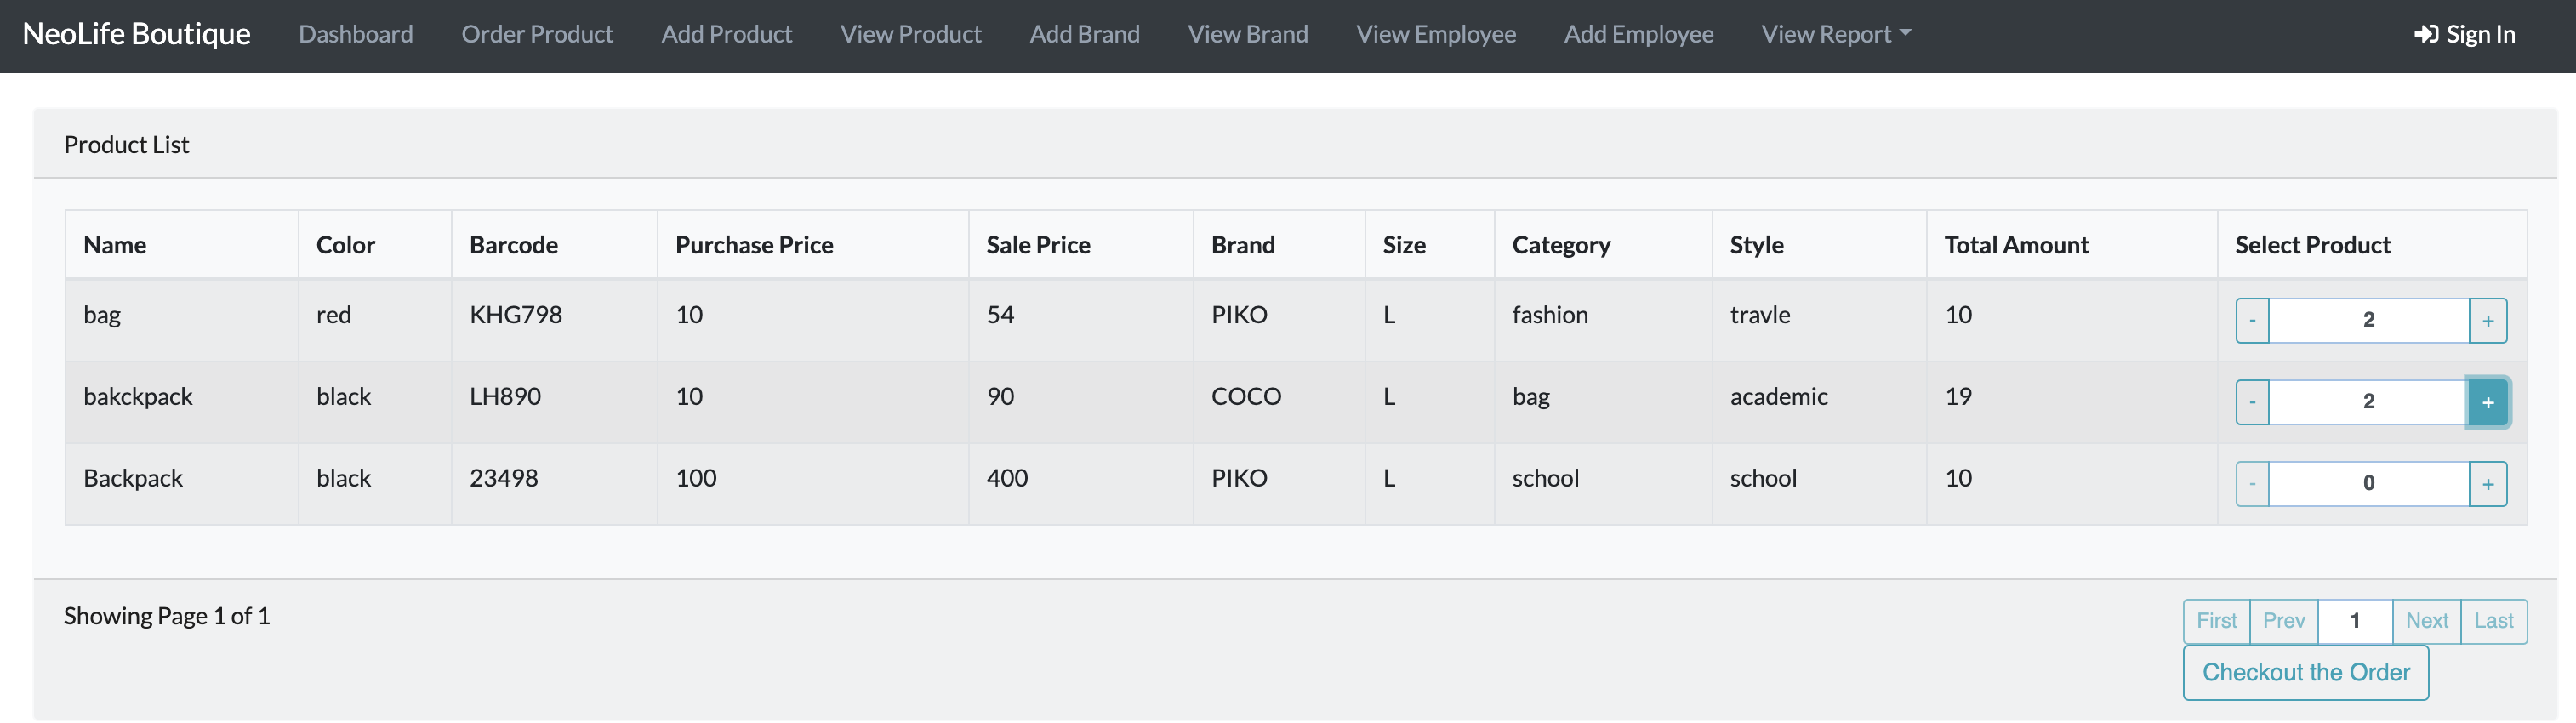 NeoLife Boutique Dashboard Order Product Add Product View Product Add Brand View Brand View Employee Add Employee View Report Sign In
Product List
Name Color Barcode Purchase Price Sale Price Brand Size Category Style Total Amount Select Product
bag red KHG798 10 54 PIKO L fashion travle 10 - 2 +
bakckpack black LH890 10 90 COCO L bag academic 19 - 2 +
Backpack black 23498 100 400 PIKO L school school 10 - 0 +
Showing Page 1 of 1 First Prev 1 Next Last
Checkout the Order